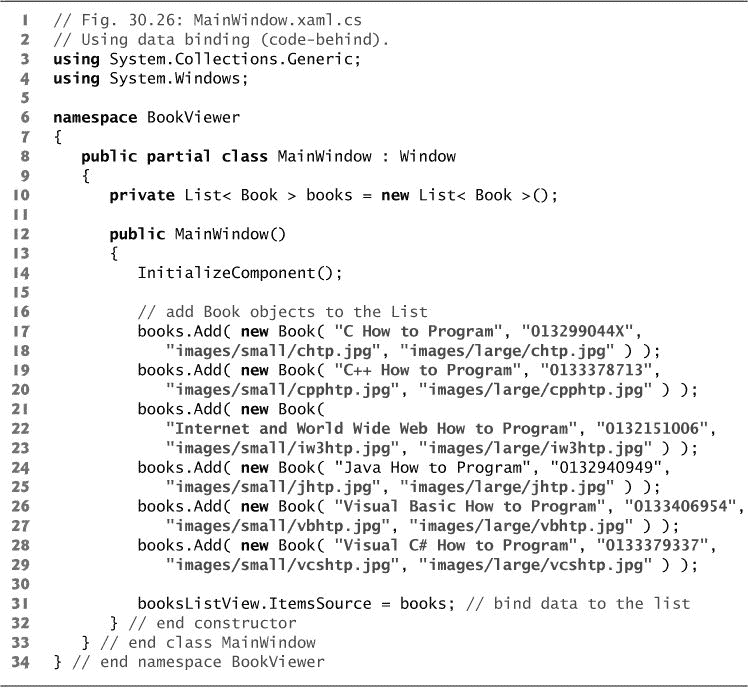 1 // Fig. 30.26: MainWindow.xaml.cs
2 // Using data binding (code-behind).
3 using System.Collections.Generic;
4 using System.Windows;
5
6 namespace BookViewer
7 {
8 public partial class MainWindow : Window
9 {
10 private List< Book > books = new List< Book >();
11
12 public MainWindow()
13 {
14 InitializeComponent();
15
16 // add Book objects to the List
17 books.Add( new Book( "C How to Program", "013299044X",
18 "images/small/chtp.jpg", "images/large/chtp.jpg" ) );
19 books.Add( new Book( "C++ How to Program", "0133378713",
20 "images/small/cpphtp.jpg", "images/large/cpphtp.jpg" ) );
21 books.Add( new Book(
22 "Internet and World Wide Web How to Program", "0132151006",
23 "images/small/iw3htp.jpg", "images/large/iw3htp.jpg" ) );
24 books.Add( new Book( "Java How to Program", "0132940949",
25 "images/small/jhtp.jpg", "images/large/jhtp.jpg" ) );
26 books.Add( new Book( "Visual Basic How to Program", "0133406954",
27 "images/small/vbhtp.jpg", "images/large/vbhtp.jpg" ) );
28 books.Add( new Book( "Visual C# How to Program", "0133379337",
29 "images/small/vcshtp.jpg", "images/large/vcshtp.jpg" ) );
30
31 booksListView.ItemsSource = books; // bind data to the list
32 } // end constructor
33 } // end class MainWindow
34 } // end namespace BookViewer